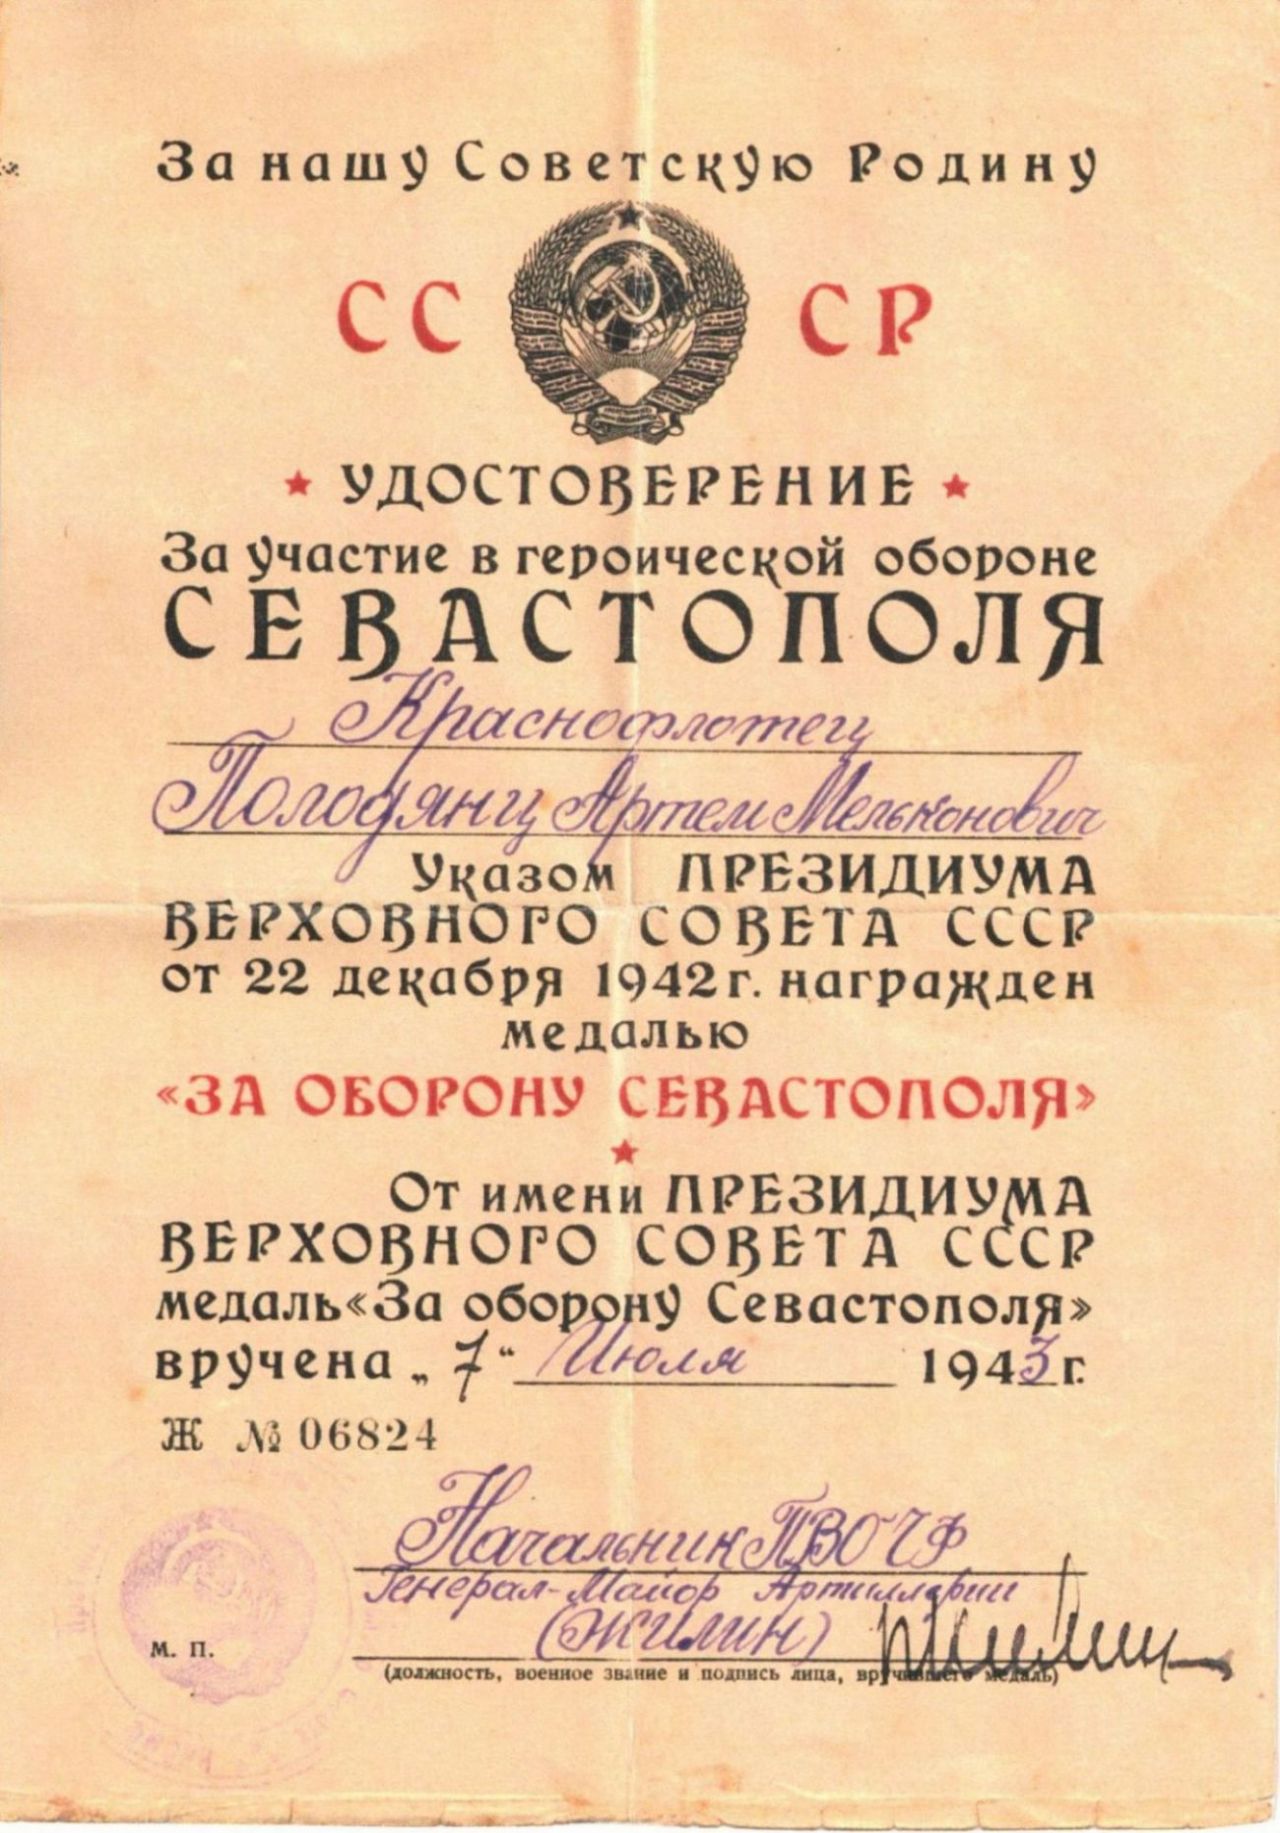 За нашу Советскую Родину
СС СР
УДОСТОВЕРЕНИЕ
За участие в героической обороне
СЕВАСТОПОЛЯ
Краснофлотец
Пологянц Артем Мельконович
Указом ПРЕЗИДИУМА
ВЕРХОВНОГО СОВЕТА СССР
от 22 декабря 1942 г. награжден
медалью
«ЗА ОБОРОНУ СЕВАСТОПОЛЯ»
От имени ПРЕЗИДИУМА
ВЕРХОВНОГО СОВЕТА СССР
медаль «За оборону Севастополя»
вручена „7“ Июля 1943 г.
Ж № 06824
Начальник ПВО ЧФ
Генерал-Майор Артиллерии
(ЖИЛИН)
М. П.
(должность, военное звание и подпись лица, вручившего медаль)